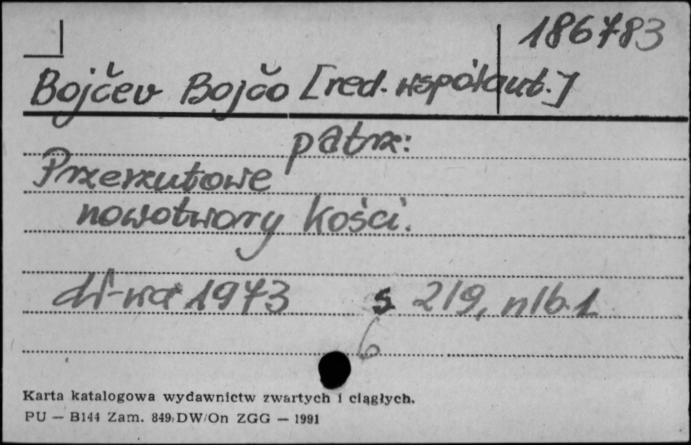 186783
Bojčev Bojčo [red. współaut.]
patrz:
Przerzutowe
nowotwory kości.
W-wa 1973 s 219, nlb. 1
6
Karta katalogowa wydawnictw zwartych i ciągłych.
PU — B144 Zam. 849/DW/On ZGG — 1991